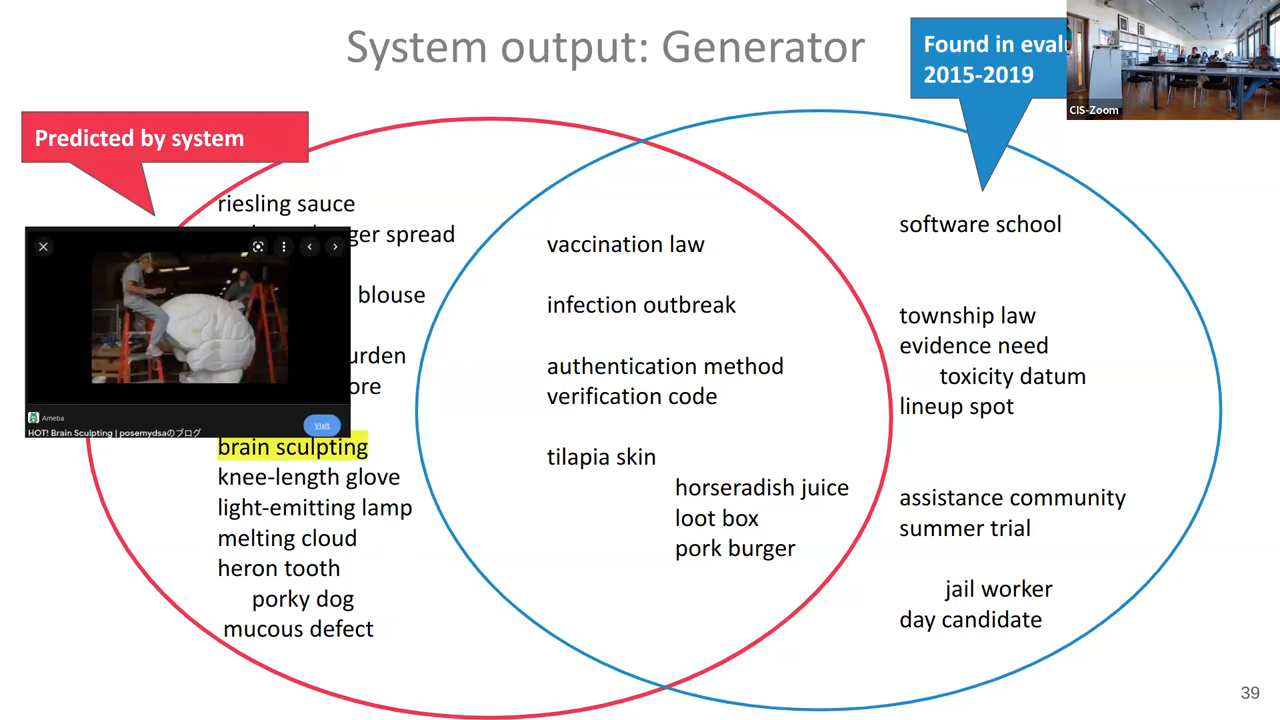 System output: Generator
Found in
2015-2019
CIS-Zoom
Predicted by system
riesling sauce
spread
blouse
brain sculpting
knee-length glove
light-emitting lamp
melting cloud
heron tooth
porky dog
mucous defect
Ameba
Visit
HOT! Brain Sculpting | posemydsaのブログ
vaccination law
infection outbreak
authentication method
verification code
tilapia skin
horseradish juice
loot box
pork burger
software school
township law
evidence need
toxicity datum
lineup spot
assistance community
summer trial
jail worker
day candidate
39